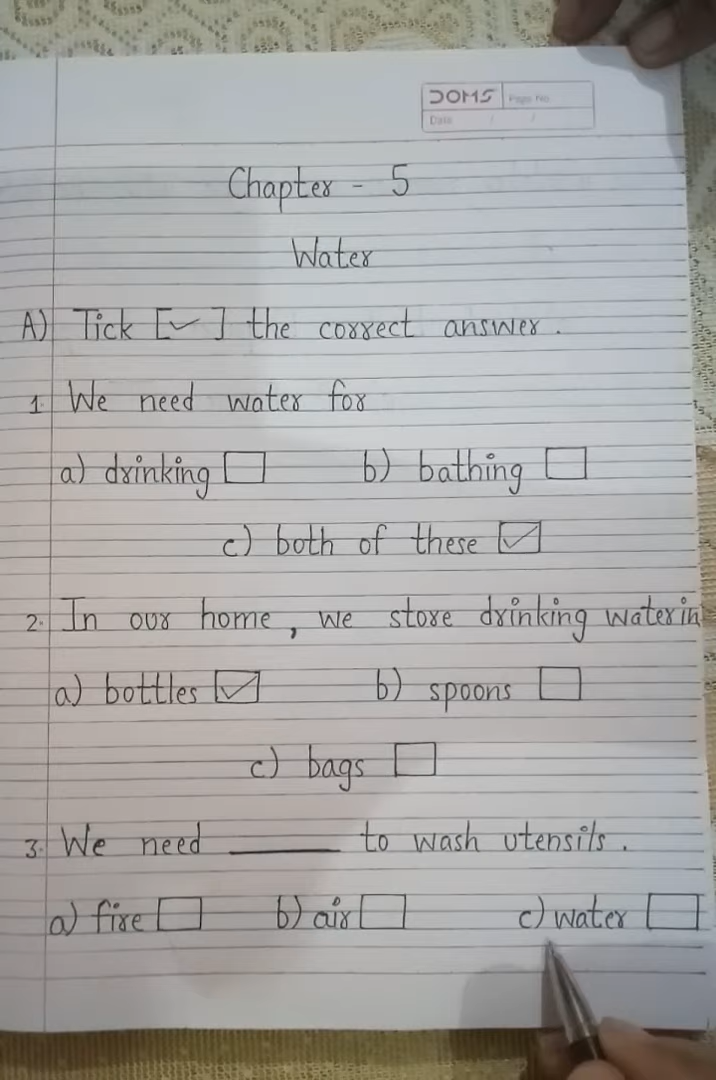 DOMS Page No.
Date / /
Chapter - 5
Water
A) Tick [✓] the correct answer.
1. We need water for
a) drinking ☐ b) bathing ☐
c) both of these ☑
2. In our home, we store drinking water in
a) bottles ☑ b) spoons ☐
c) bags ☐
3. We need ______ to wash utensils.
a) fire ☐ b) air ☐ c) water ☐